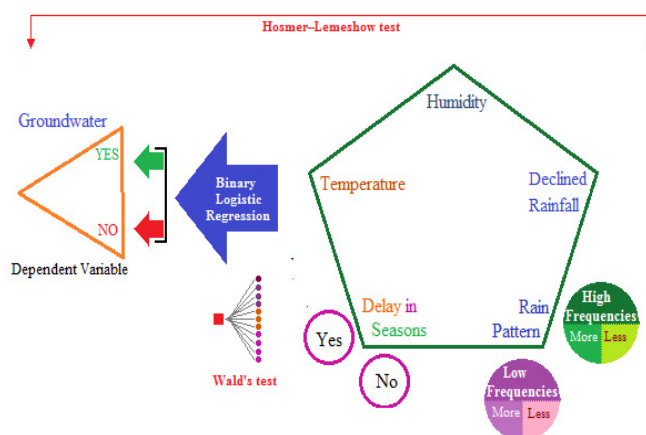 Hosmer–Lemeshow test
Humidity
Groundwater
YES
NO
Dependent Variable
Binary
Logistic
Regression
Temperature
Declined
Rainfall
Delay in
Seasons
Rain
Pattern
High
Frequencies
More Less
Yes
No
Low
Frequencies
More Less
Wald's test